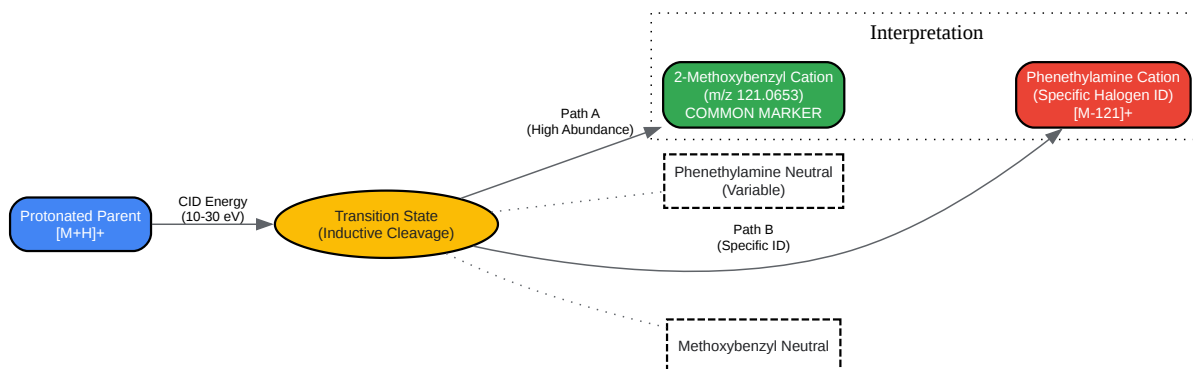 Interpretation
2-Methoxybenzyl Cation
(m/z 121.0653)
COMMON MARKER
Phenethylamine Cation
(Specific Halogen ID)
[M-121]+
Path A
(High Abundance)
Phenethylamine Neutral
(Variable)
Protonated Parent
[M+H]+
CID Energy
(10-30 eV)
Transition State
(Inductive Cleavage)
Path B
(Specific ID)
Methoxybenzyl Neutral